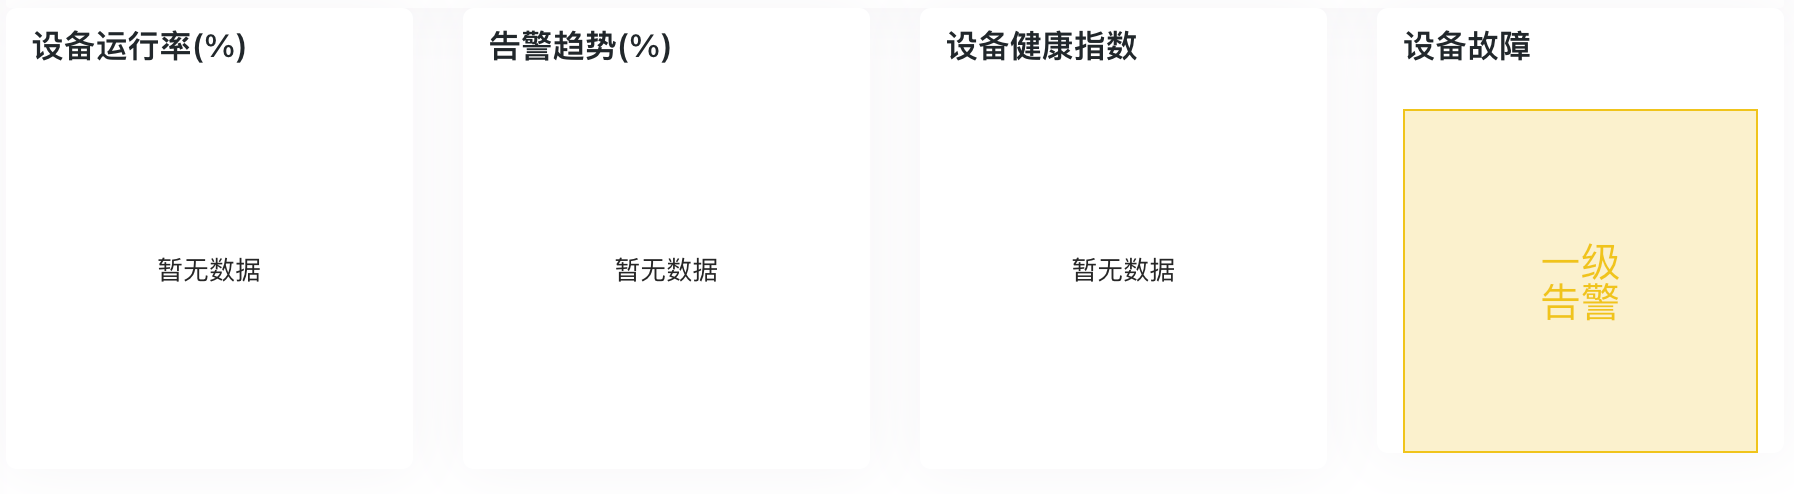 设备运行率(%)
暂无数据
告警趋势(%)
暂无数据
设备健康指数
暂无数据
设备故障
一级
告警